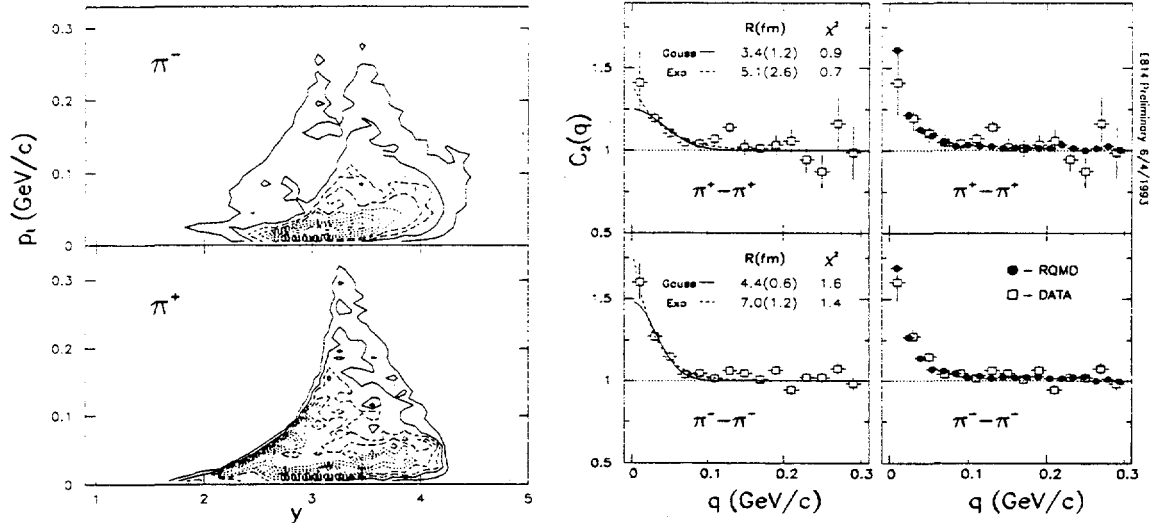 π⁻
0.3
0.2
0.1
0
π⁺
0.3
0.2
0.1
0
1 2 3 4 5
y
pₜ (GeV/c)
R(fm) χ²
Gauss — 3.4(1.2) 0.9
Exp ---- 5.1(2.6) 0.7
1.5
1
0.5
π⁺−π⁺
π⁺−π⁺
C₂(q)
E814 Preliminary 6/4/1993
R(fm) χ²
Gauss — 4.4(0.6) 1.6
Exp ---- 7.0(1.2) 1.4
● – RQMD
□ – DATA
1.5
1
0.5
π⁻−π⁻
π⁻−π⁻
0 0.1 0.2 0 0.1 0.2 0.3
q (GeV/c) q (GeV/c)